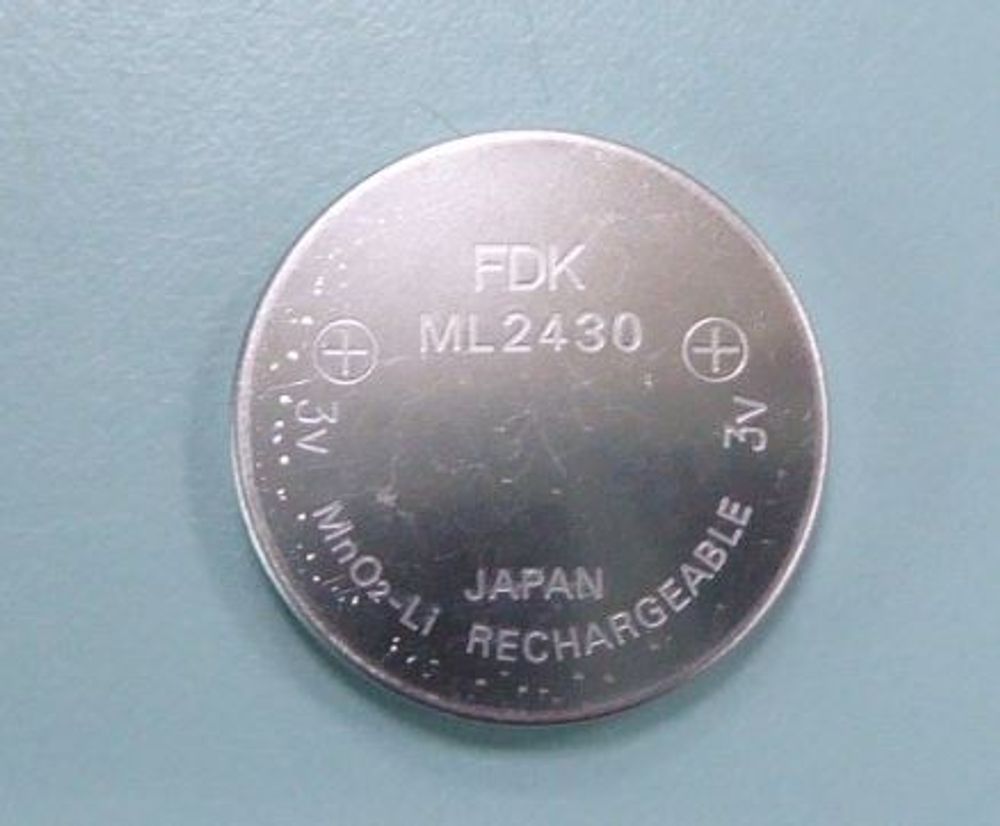 FDK
ML2430
⊕ ⊕
3V 3V
JAPAN
MnO2-Li RECHARGEABLE